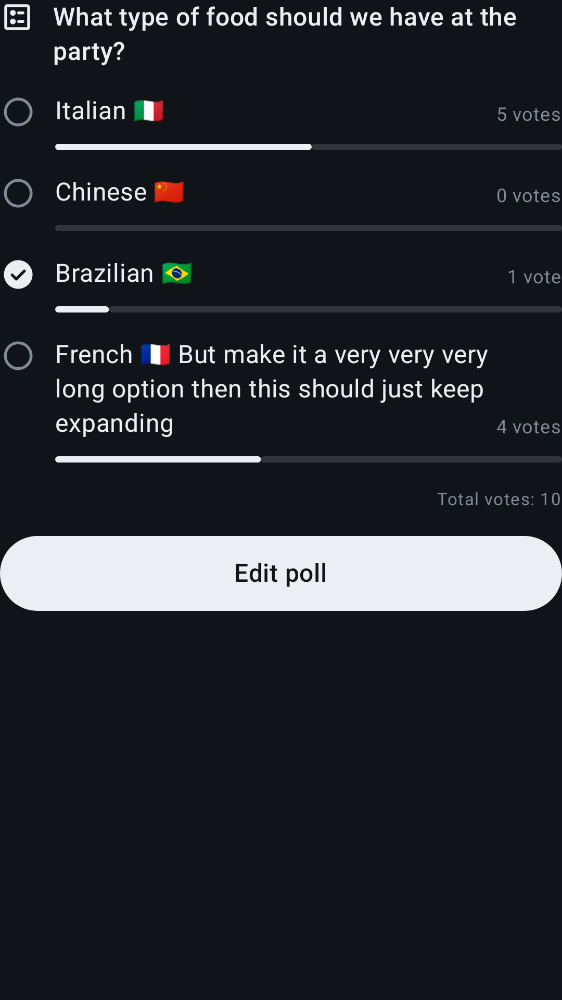 What type of food should we have at the
party?
Italian 🇮🇹
5 votes
Chinese 🇨🇳
0 votes
Brazilian 🇧🇷
1 vote
French 🇫🇷 But make it a very very very
long option then this should just keep
expanding
4 votes
Total votes: 10
Edit poll